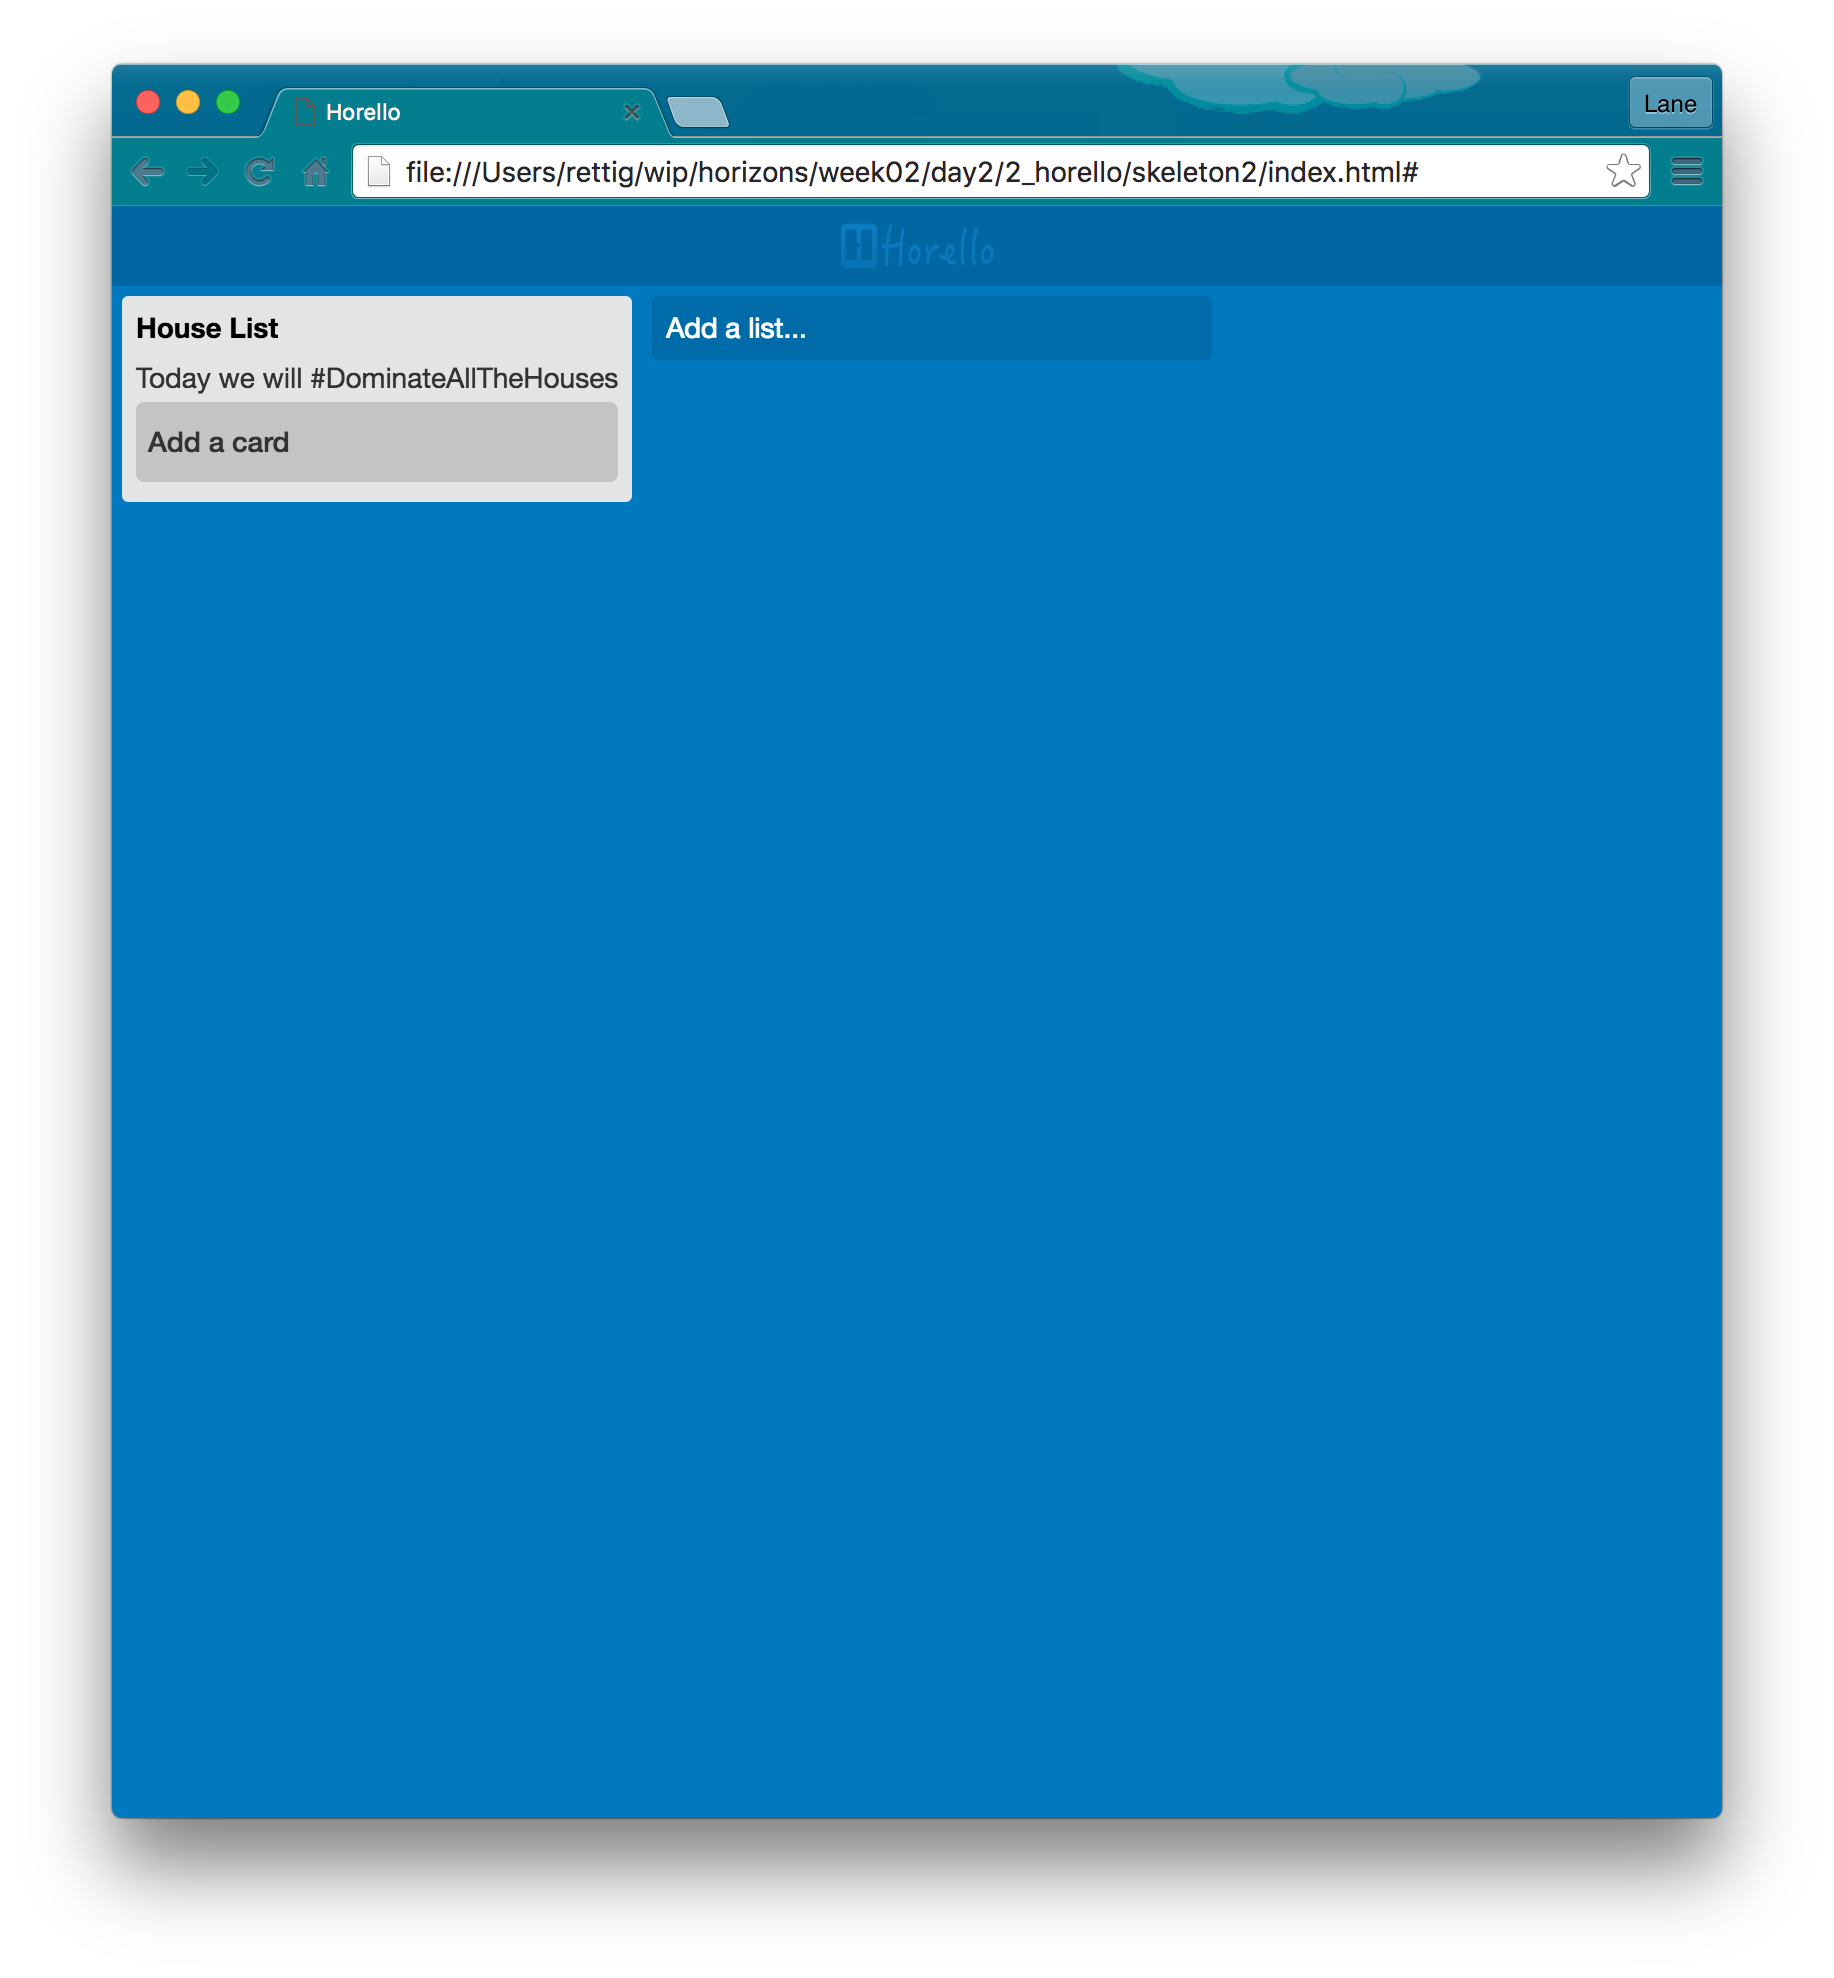 Horello
Lane
file:///Users/rettig/wip/horizons/week02/day2/2_horello/skeleton2/index.html#
Horello
House List
Add a list...
Today we will #DominateAllTheHouses
Add a card